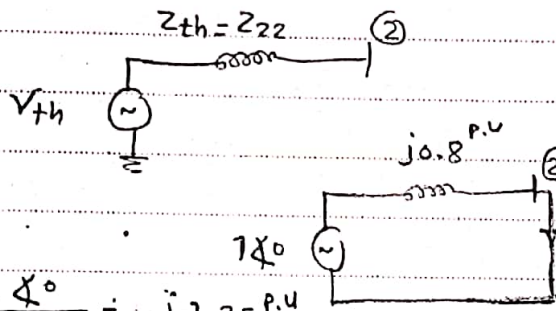 Zth = Z22 ②
Vth ~
j0.8 P.U ②
1∡0 ~
∡0